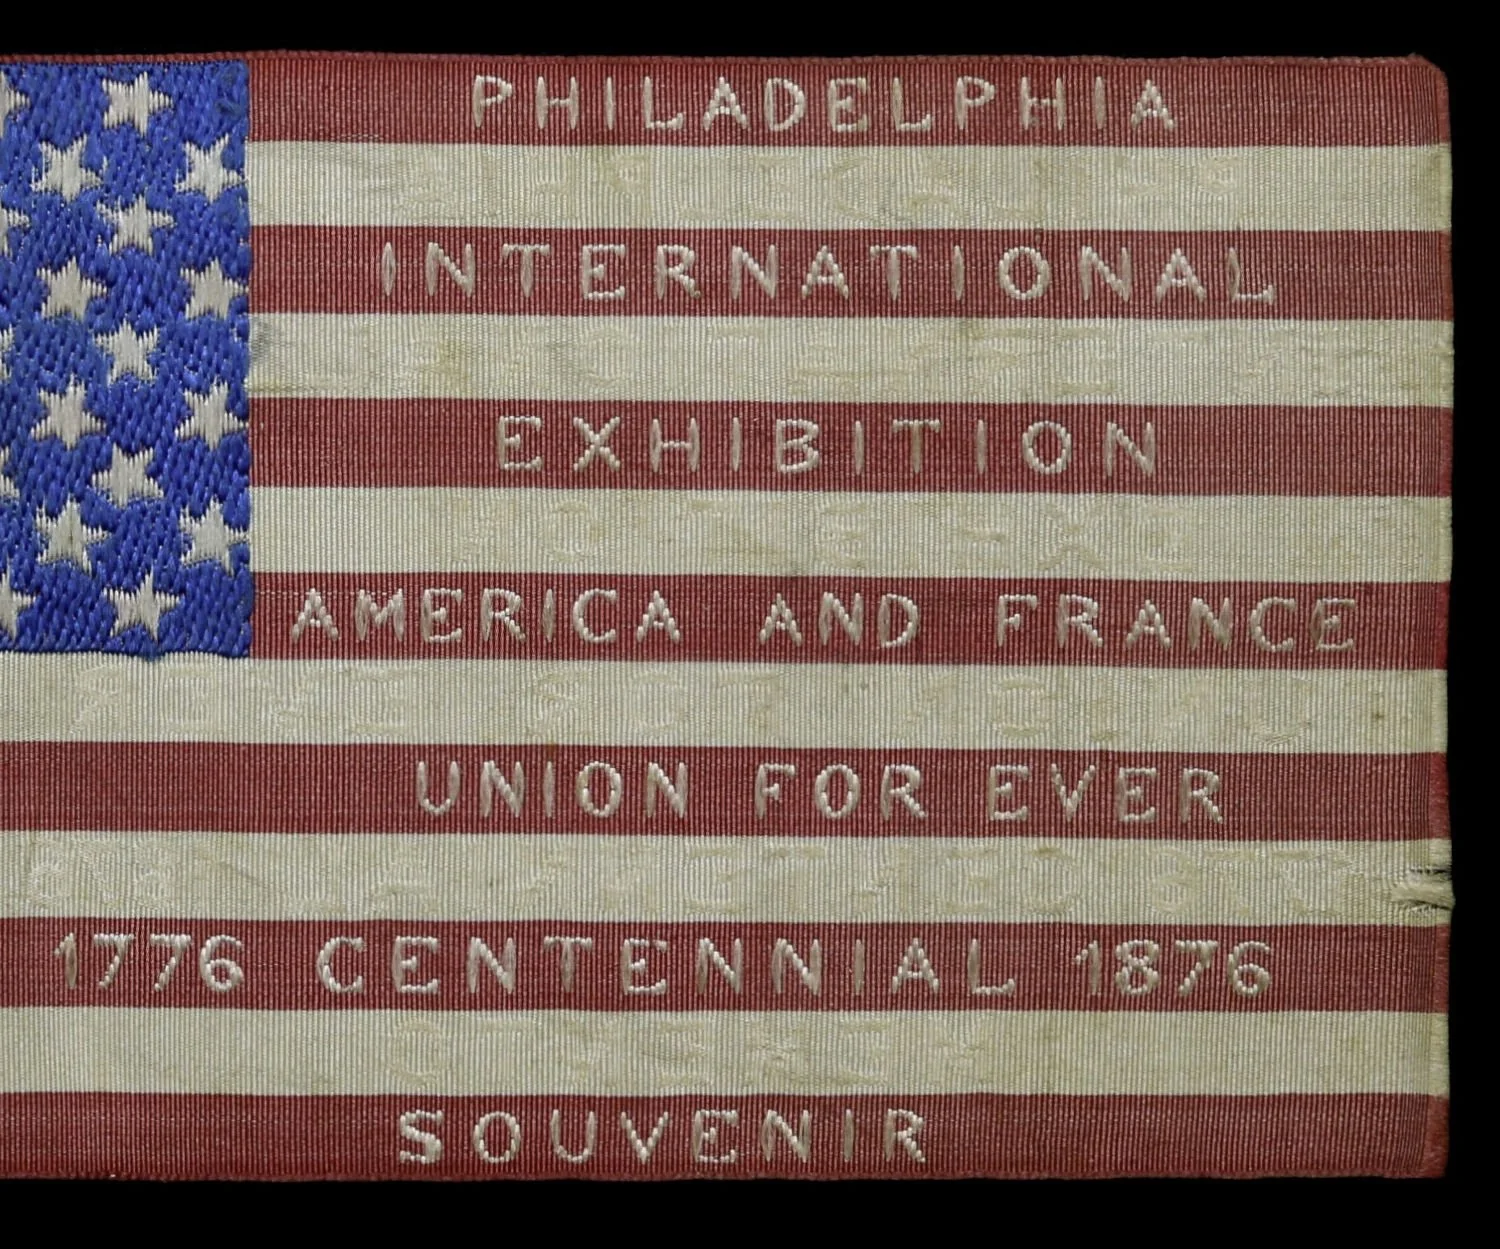 PHILADELPHIA
INTERNATIONAL
EXHIBITION
AMERICA AND FRANCE
UNION FOR EVER
1776 CENTENNIAL 1876
SOUVENIR